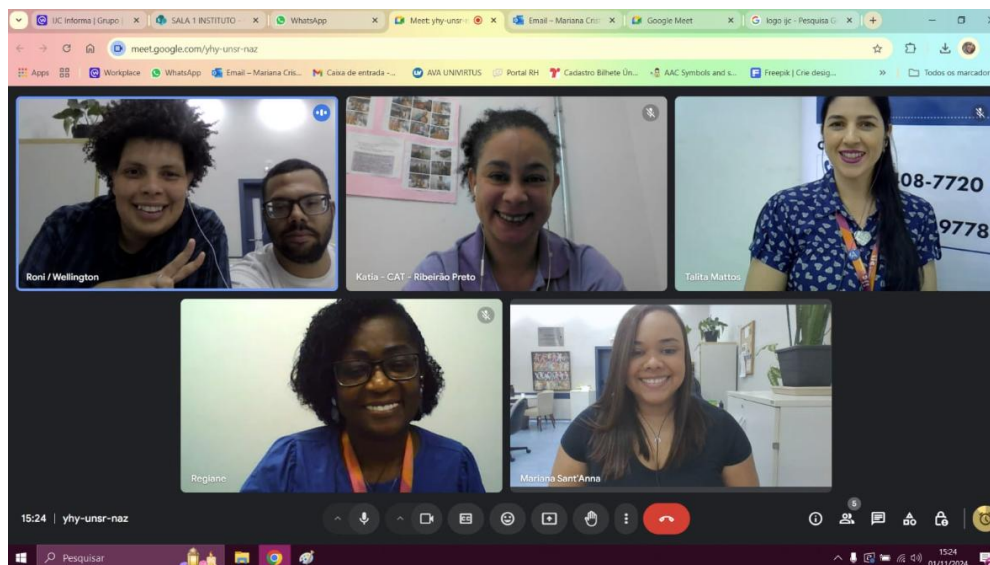 IJC Informa | Grupo |
SALA 1 INSTITUTO -
WhatsApp
Meet: yhy-unsr-n
Email – Mariana Cris
Google Meet
logo ijc - Pesquisa G
meet.google.com/yhy-unsr-naz
Apps
Workplace
WhatsApp
Email – Mariana Cris...
Caixa de entrada -...
AVA UNIVIRTUS
Portal RH
Cadastro Bilhete Ún...
AAC Symbols and s...
Freepik | Crie desig...
Todos os marcador
08-7720
9778
Roni / Wellington
Katia - CAT - Ribeirão Preto
Talita Mattos
Regiane
Mariana Sant'Anna
15:24 | yhy-unsr-naz
5
Pesquisar
15:24
01/11/2024